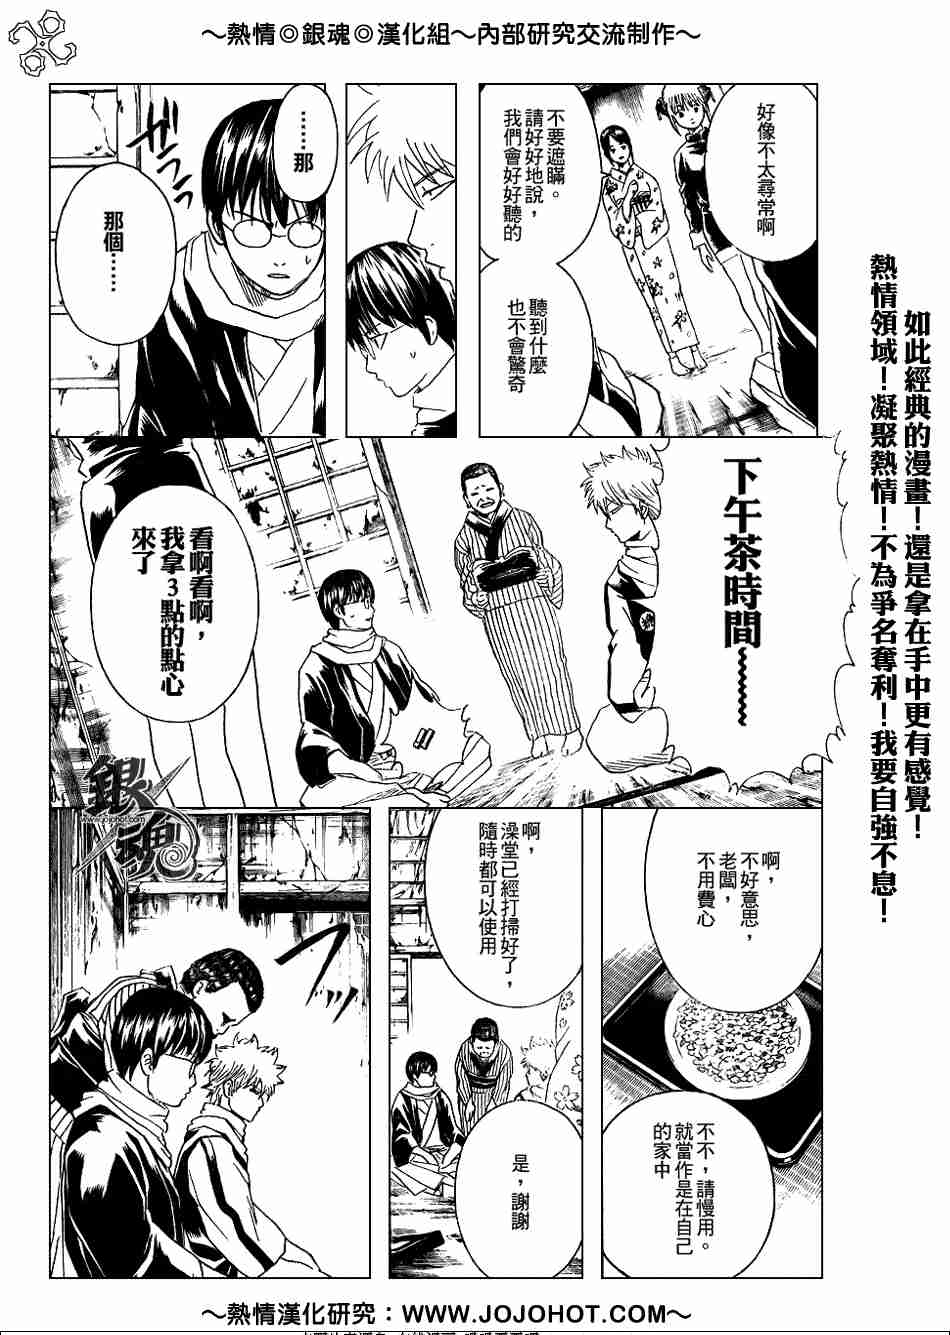 ～熱情◎銀魂◎漢化組～內部研究交流制作～
好像不太尋常啊
不要遮瞞。
請好好地說，
我們會好好聽的
聽到什麼
也不會驚奇
……那
那個……
ガラッ
下午茶時間～～～～
看啊看啊，
我拿3點的點心
來了
啊，
不好意思，
老闆，
不用費心
不不，請慢用。
就當作是在自己
的家中
啊，
澡堂已經打掃好了，
隨時都可以使用
是，謝謝
如此經典的漫畫！還是拿在手中更有感覺！
熱情領域！凝聚熱情！不為爭名奪利！我要自強不息！
銀魂
www.jojohot.com
～熱情漢化研究：WWW.JOJOHOT.COM～